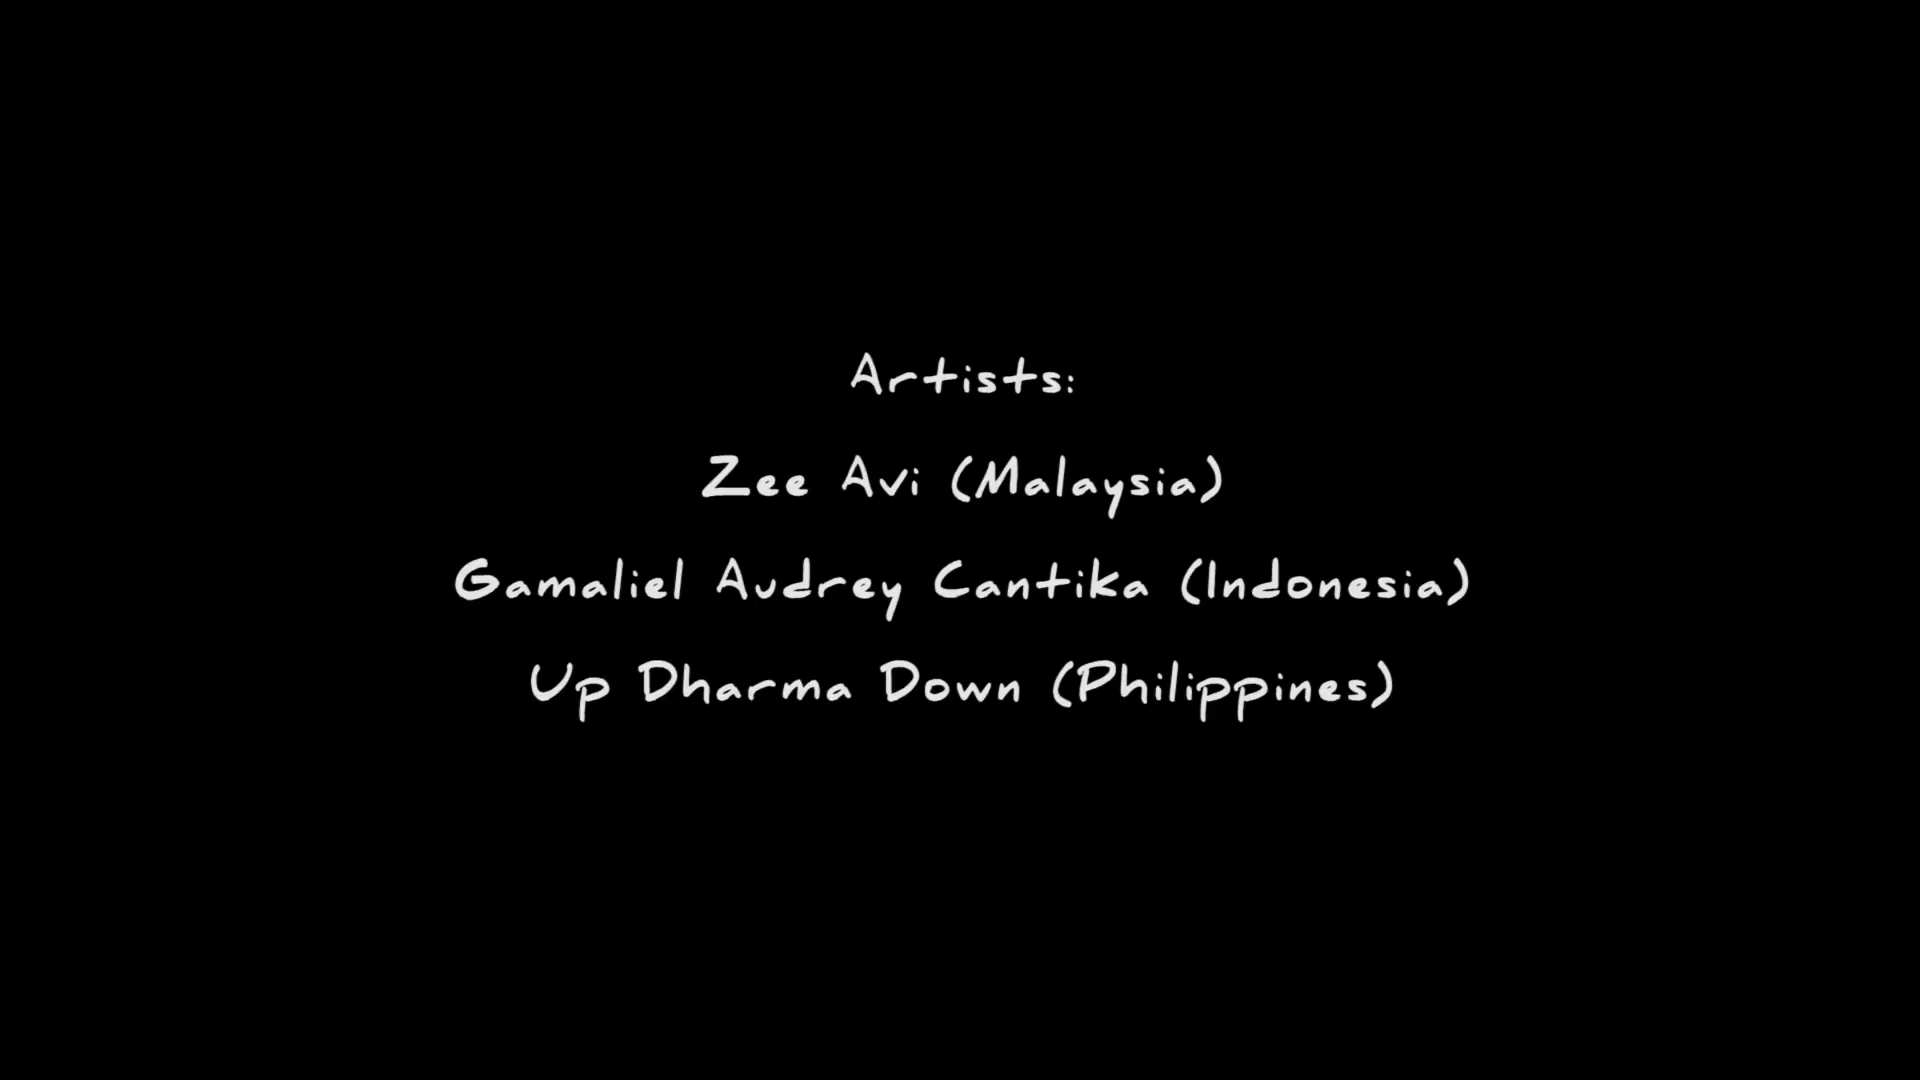 Artists:
Zee Avi (Malaysia)
Gamaliel Audrey Cantika (Indonesia)
Up Dharma Down (Philippines)